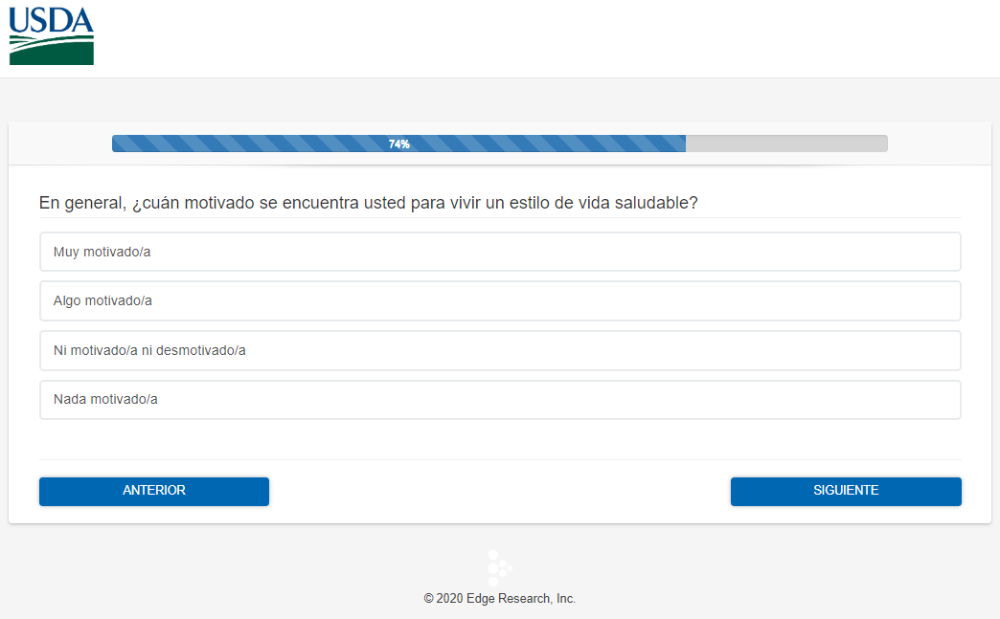 USDA
74%
En general, ¿cuán motivado se encuentra usted para vivir un estilo de vida saludable?
Muy motivado/a
Algo motivado/a
Ni motivado/a ni desmotivado/a
Nada motivado/a
ANTERIOR
SIGUIENTE
© 2020 Edge Research, Inc.